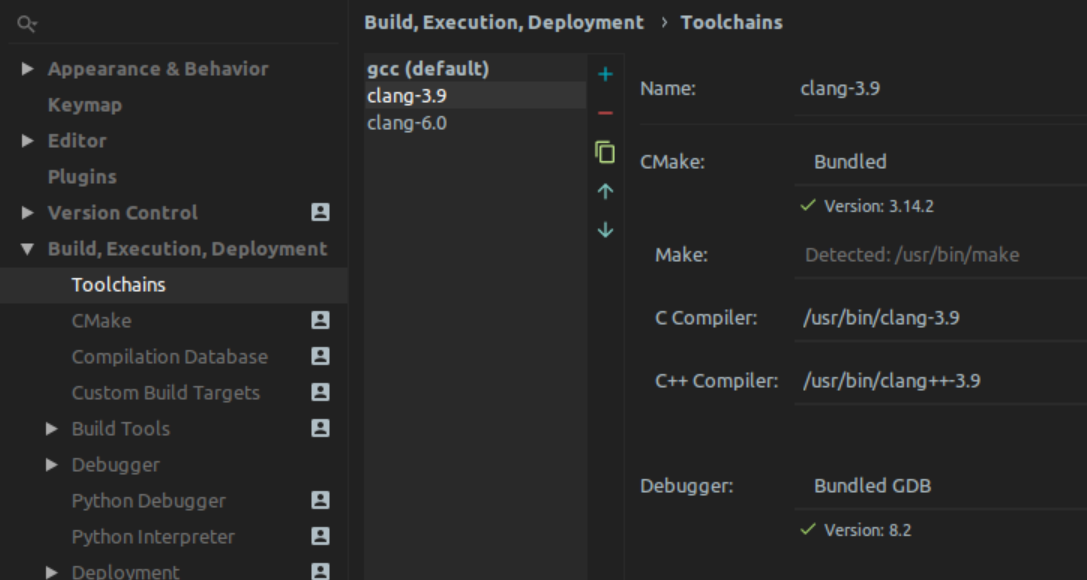 Appearance & Behavior
Keymap
Editor
Plugins
Version Control
Build, Execution, Deployment
Toolchains
CMake
Compilation Database
Custom Build Targets
Build Tools
Debugger
Python Debugger
Python Interpreter
Deployment
Build, Execution, Deployment › Toolchains
gcc (default)
clang-3.9
clang-6.0
Name: clang-3.9
CMake: Bundled
Version: 3.14.2
Make: Detected: /usr/bin/make
C Compiler: /usr/bin/clang-3.9
C++ Compiler: /usr/bin/clang++-3.9
Debugger: Bundled GDB
Version: 8.2